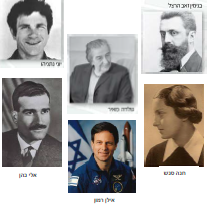 בנימין זאב הרצל
יוני נתניהו
גולדה מאיר
חנה סנש
אלי כהן
אילן רמון